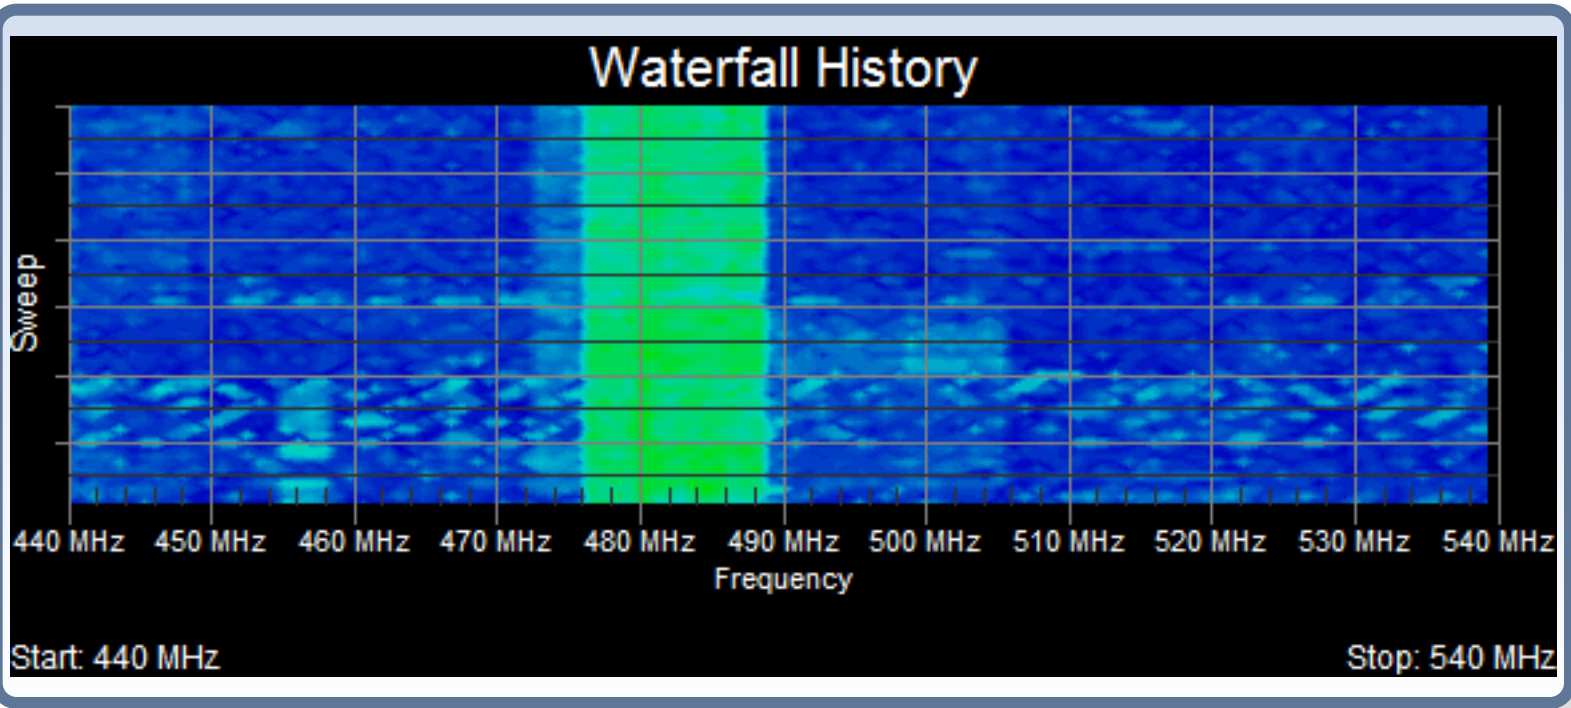 Waterfall History
Sweep
440 MHz 450 MHz 460 MHz 470 MHz 480 MHz 490 MHz 500 MHz 510 MHz 520 MHz 530 MHz 540 MHz
Frequency
Start: 440 MHz
Stop: 540 MHz